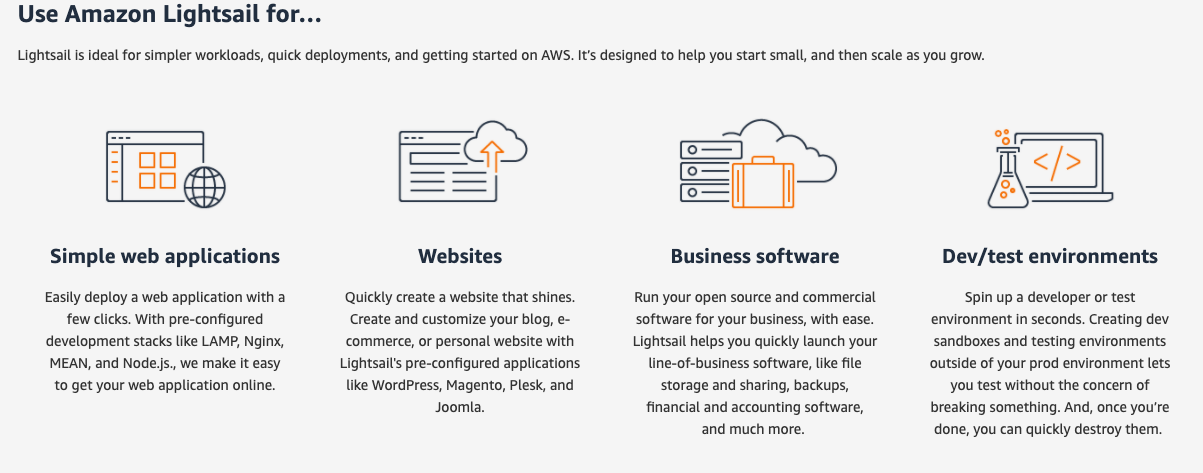 Use Amazon Lightsail for...
Lightsail is ideal for simpler workloads, quick deployments, and getting started on AWS. It's designed to help you start small, and then scale as you grow.
Simple web applications
Easily deploy a web application with a
few clicks. With pre-configured
development stacks like LAMP, Nginx,
MEAN, and Node.js., we make it easy
to get your web application online.
Websites
Quickly create a website that shines.
Create and customize your blog, e-
commerce, or personal website with
Lightsail's pre-configured applications
like WordPress, Magento, Plesk, and
Joomla.
Business software
Run your open source and commercial
software for your business, with ease.
Lightsail helps you quickly launch your
line-of-business software, like file
storage and sharing, backups,
financial and accounting software,
and much more.
</>
Dev/test environments
Spin up a developer or test
environment in seconds. Creating dev
sandboxes and testing environments
outside of your prod environment lets
you test without the concern of
breaking something. And, once you're
done, you can quickly destroy them.